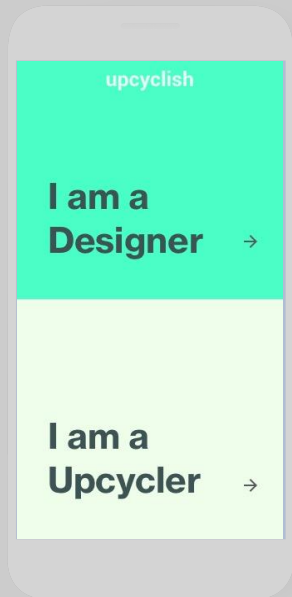 upcyclish
I am a
Designer →
I am a
Upcycler →